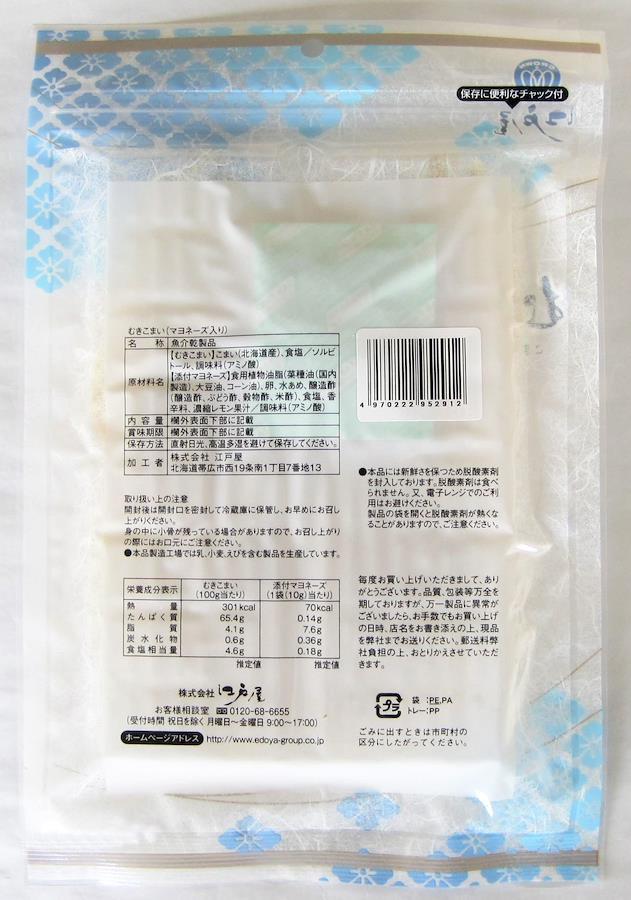 CROWN
保存に便利なチャック付
むきこまい(マヨネーズ入り)
名 称 魚介乾製品
原材料名 【むきこまい】こまい(北海道産)、食塩/ソルビ
トール、調味料(アミノ酸)
【添付マヨネーズ】食用植物油脂(菜種油(国内
製造)、大豆油、コーン油)、卵、水あめ、醸造酢
(醸造酢、ぶどう酢、穀物酢、米酢)、食塩、香
辛料、濃縮レモン果汁/調味料(アミノ酸)
内 容 量 欄外表面下部に記載
賞味期限 欄外表面下部に記載
保存方法 直射日光、高温多湿を避けて保存してください。
加 工 者 株式会社 江戸屋
北海道帯広市西19条南1丁目7番地13
取り扱い上の注意
開封後は開封口を密封して冷蔵庫に保管し、お早めにお召し
上がりください。
身の中に小骨が残っている場合がありますので、お召し上がり
の際にはお口元にご注意ください。
●本品製造工場では乳、小麦、えびを含む製品を生産しています。
栄養成分表示 むきこまい (100g当たり) 添付マヨネーズ 1袋(10g)当たり)
熱 量 301kcal 70kcal
たんぱく質 65.4g 0.14g
脂 質 4.1g 7.6g
炭水化物 0.6g 0.36g
食塩相当量 4.6g 0.18g
推定値 推定値
株式会社 江戸屋
お客様相談室 0120-68-6655
(受付時間 祝日を除く月曜日~金曜日 9:00~17:00)
ホームページアドレス http://www.edoya-group.co.jp
4 970222 952912
●本品には新鮮さを保つため脱酸素剤
を封入しております。脱酸素剤は食べ
られません。又、電子レンジでのご利
用はお避けください。
製品の袋を開くと脱酸素剤が熱くな
ることがありますので、ご注意ください。
毎度お買い上げいただきまして、あり
がとうございます。品質、包装等万全を
期しておりますが、万一製品に異常が
ございましたら、お手数でもお買い上げ
の日時、店名をお書き添えの上、現品
を弊社までお送りください。郵送料弊
社負担の上、おとりかえさせていただ
きます。
プラ
袋 :PE,PA
トレー:PP
ごみに出すときは市町村の
区分にしたがってください。